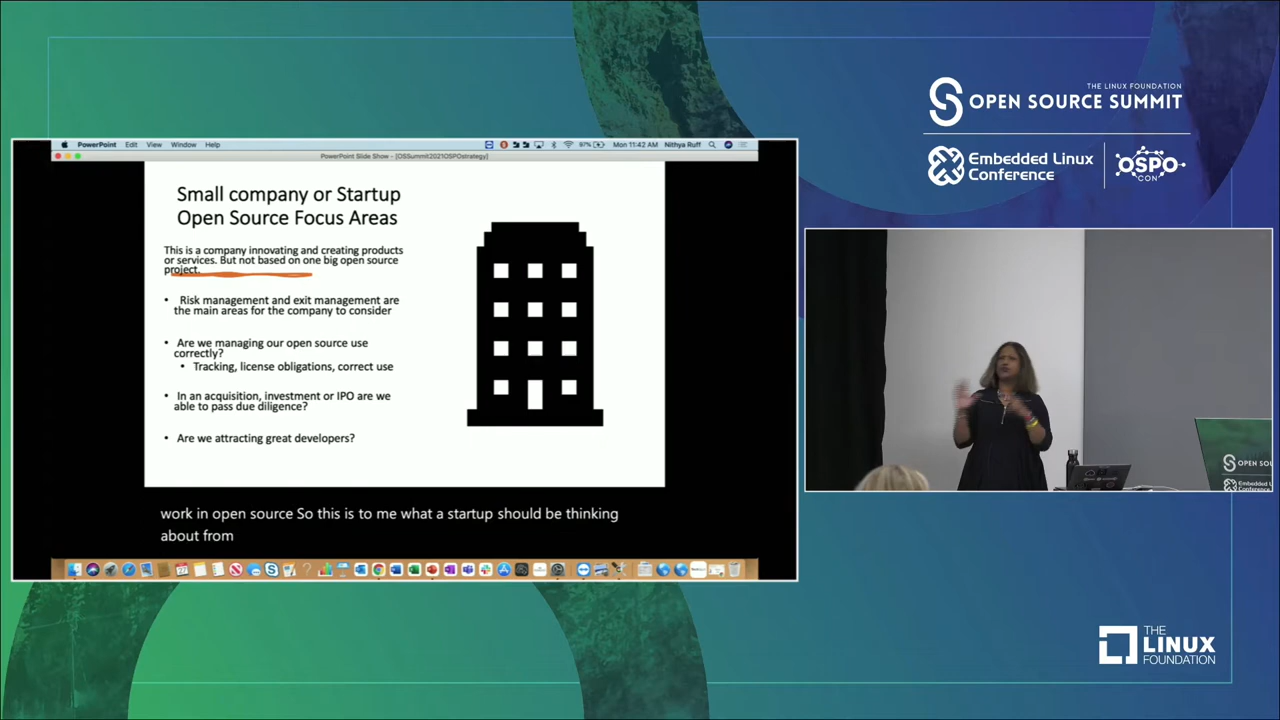 THE LINUX FOUNDATION
OPEN SOURCE SUMMIT
Embedded Linux
Conference
OSPO
CON
PowerPoint Edit View Window Help
97% Mon 11:42 AM Nithya Ruff
PowerPoint Slide Show - [OSSummit2021OSPOstrategy]
Small company or Startup
Open Source Focus Areas
This is a company innovating and creating products
or services. But not based on one big open source
project.
• Risk management and exit management are
the main areas for the company to consider
• Are we managing our open source use
correctly?
• Tracking, license obligations, correct use
• In an acquisition, investment or IPO are we
able to pass due diligence?
• Are we attracting great developers?
work in open source So this is to me what a startup should be thinking
about from
OPEN SO
Embedded
Conference
THE
LINUX
FOUNDATION